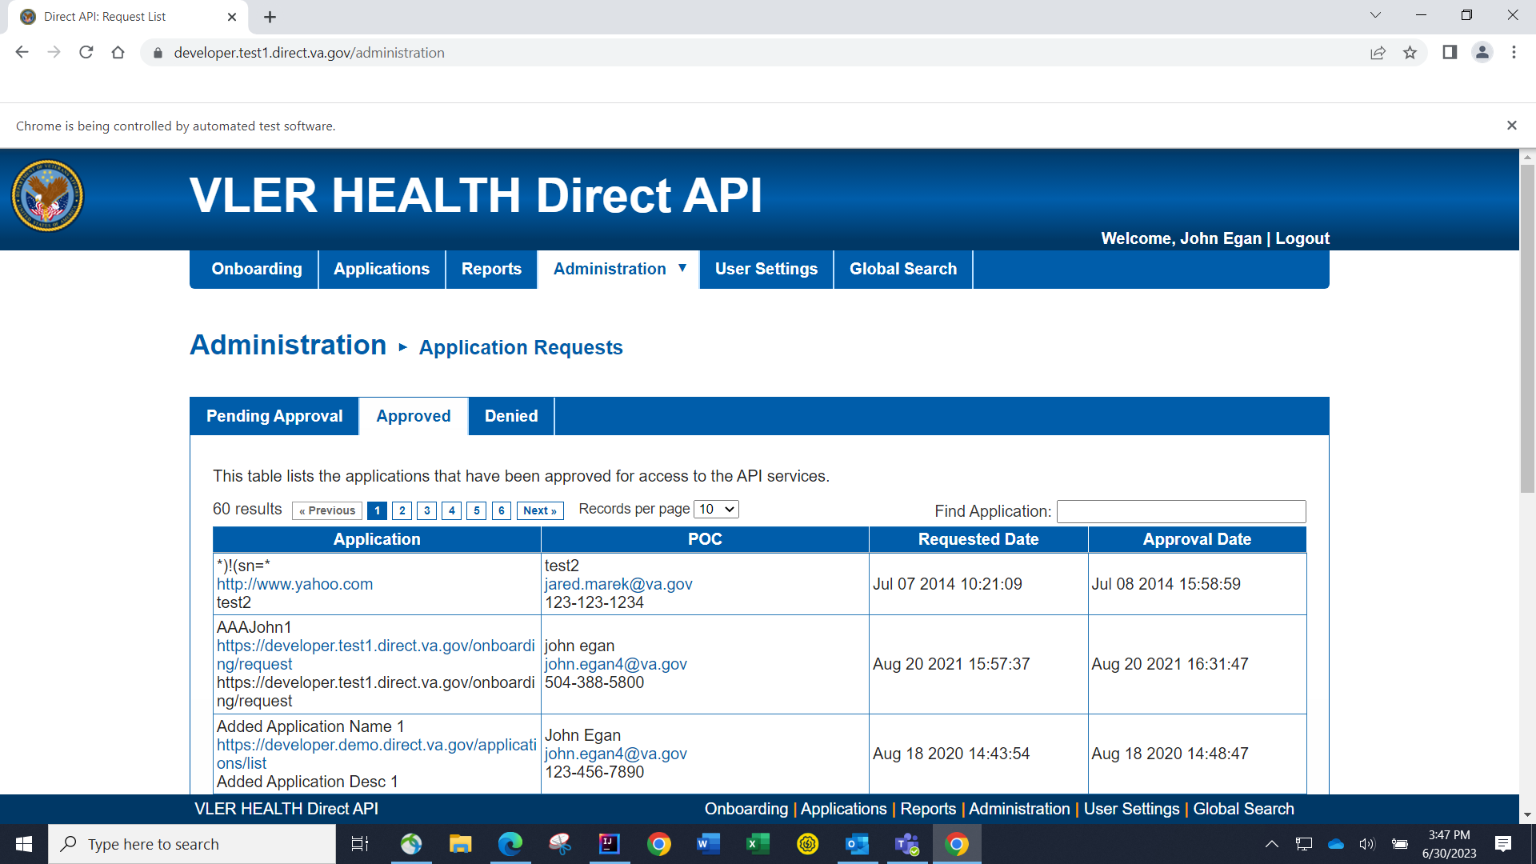 Direct API: Request List
developer.test1.direct.va.gov/administration
Chrome is being controlled by automated test software.
VLER HEALTH Direct API
Welcome, John Egan | Logout
Onboarding Applications Reports Administration ▼ User Settings Global Search
Administration ▸ Application Requests
Pending Approval Approved Denied
This table lists the applications that have been approved for access to the API services.
60 results « Previous 1 2 3 4 5 6 Next » Records per page 10 Find Application:
Application POC Requested Date Approval Date
*)!(sn=*
http://www.yahoo.com
test2
test2
jared.marek@va.gov
123-123-1234
Jul 07 2014 10:21:09
Jul 08 2014 15:58:59
AAAJohn1
https://developer.test1.direct.va.gov/onboardi
ng/request
https://developer.test1.direct.va.gov/onboardi
ng/request
john egan
john.egan4@va.gov
504-388-5800
Aug 20 2021 15:57:37
Aug 20 2021 16:31:47
Added Application Name 1
https://developer.demo.direct.va.gov/applicati
ons/list
Added Application Desc 1
John Egan
john.egan4@va.gov
123-456-7890
Aug 18 2020 14:43:54
Aug 18 2020 14:48:47
VLER HEALTH Direct API
Onboarding | Applications | Reports | Administration | User Settings | Global Search
Type here to search
3:47 PM
6/30/2023